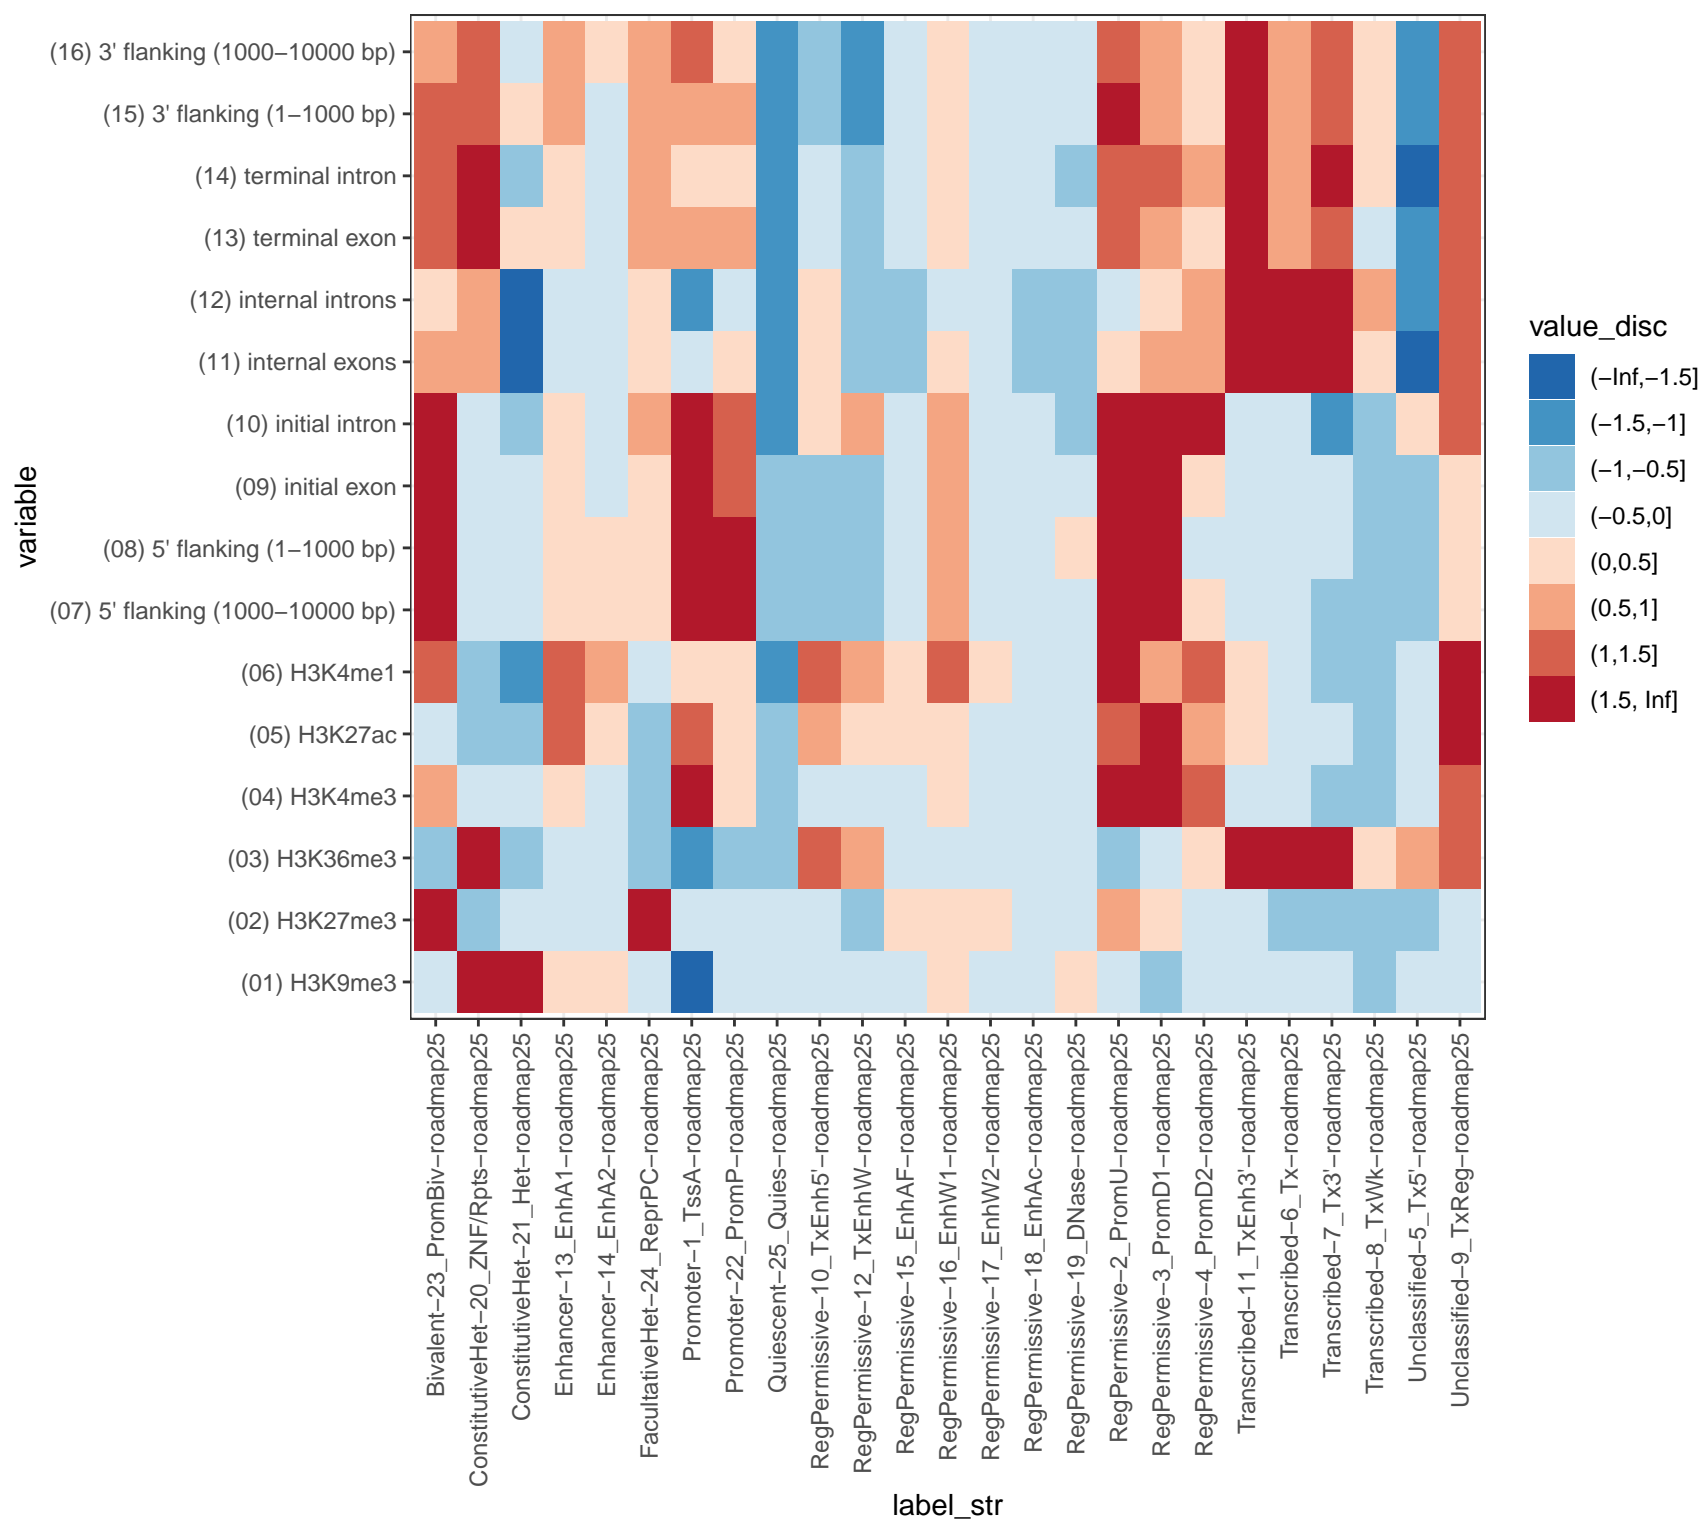 (16) 3' flanking (1000−10000 bp)
(15) 3' flanking (1−1000 bp)
(14) terminal intron
(13) terminal exon
(12) internal introns
(11) internal exons
(10) initial intron
(09) initial exon
(08) 5' flanking (1−1000 bp)
(07) 5' flanking (1000−10000 bp)
(06) H3K4me1
(05) H3K27ac
(04) H3K4me3
(03) H3K36me3
(02) H3K27me3
(01) H3K9me3
variable
value_disc
(−Inf,−1.5]
(−1.5,−1]
(−1,−0.5]
(−0.5,0]
(0,0.5]
(0.5,1]
(1,1.5]
(1.5, Inf]
Bivalent−23_PromBiv−roadmap25
ConstitutiveHet−20_ZNF/Rpts−roadmap25
ConstitutiveHet−21_Het−roadmap25
Enhancer−13_EnhA1−roadmap25
Enhancer−14_EnhA2−roadmap25
FacultativeHet−24_ReprPC−roadmap25
Promoter−1_TssA−roadmap25
Promoter−22_PromP−roadmap25
Quiescent−25_Quies−roadmap25
RegPermissive−10_TxEnh5'−roadmap25
RegPermissive−12_TxEnhW−roadmap25
RegPermissive−15_EnhAF−roadmap25
RegPermissive−16_EnhW1−roadmap25
RegPermissive−17_EnhW2−roadmap25
RegPermissive−18_EnhAc−roadmap25
RegPermissive−19_DNase−roadmap25
RegPermissive−2_PromU−roadmap25
RegPermissive−3_PromD1−roadmap25
RegPermissive−4_PromD2−roadmap25
Transcribed−11_TxEnh3'−roadmap25
Transcribed−6_Tx−roadmap25
Transcribed−7_Tx3'−roadmap25
Transcribed−8_TxWk−roadmap25
Unclassified−5_Tx5'−roadmap25
Unclassified−9_TxReg−roadmap25
label_str